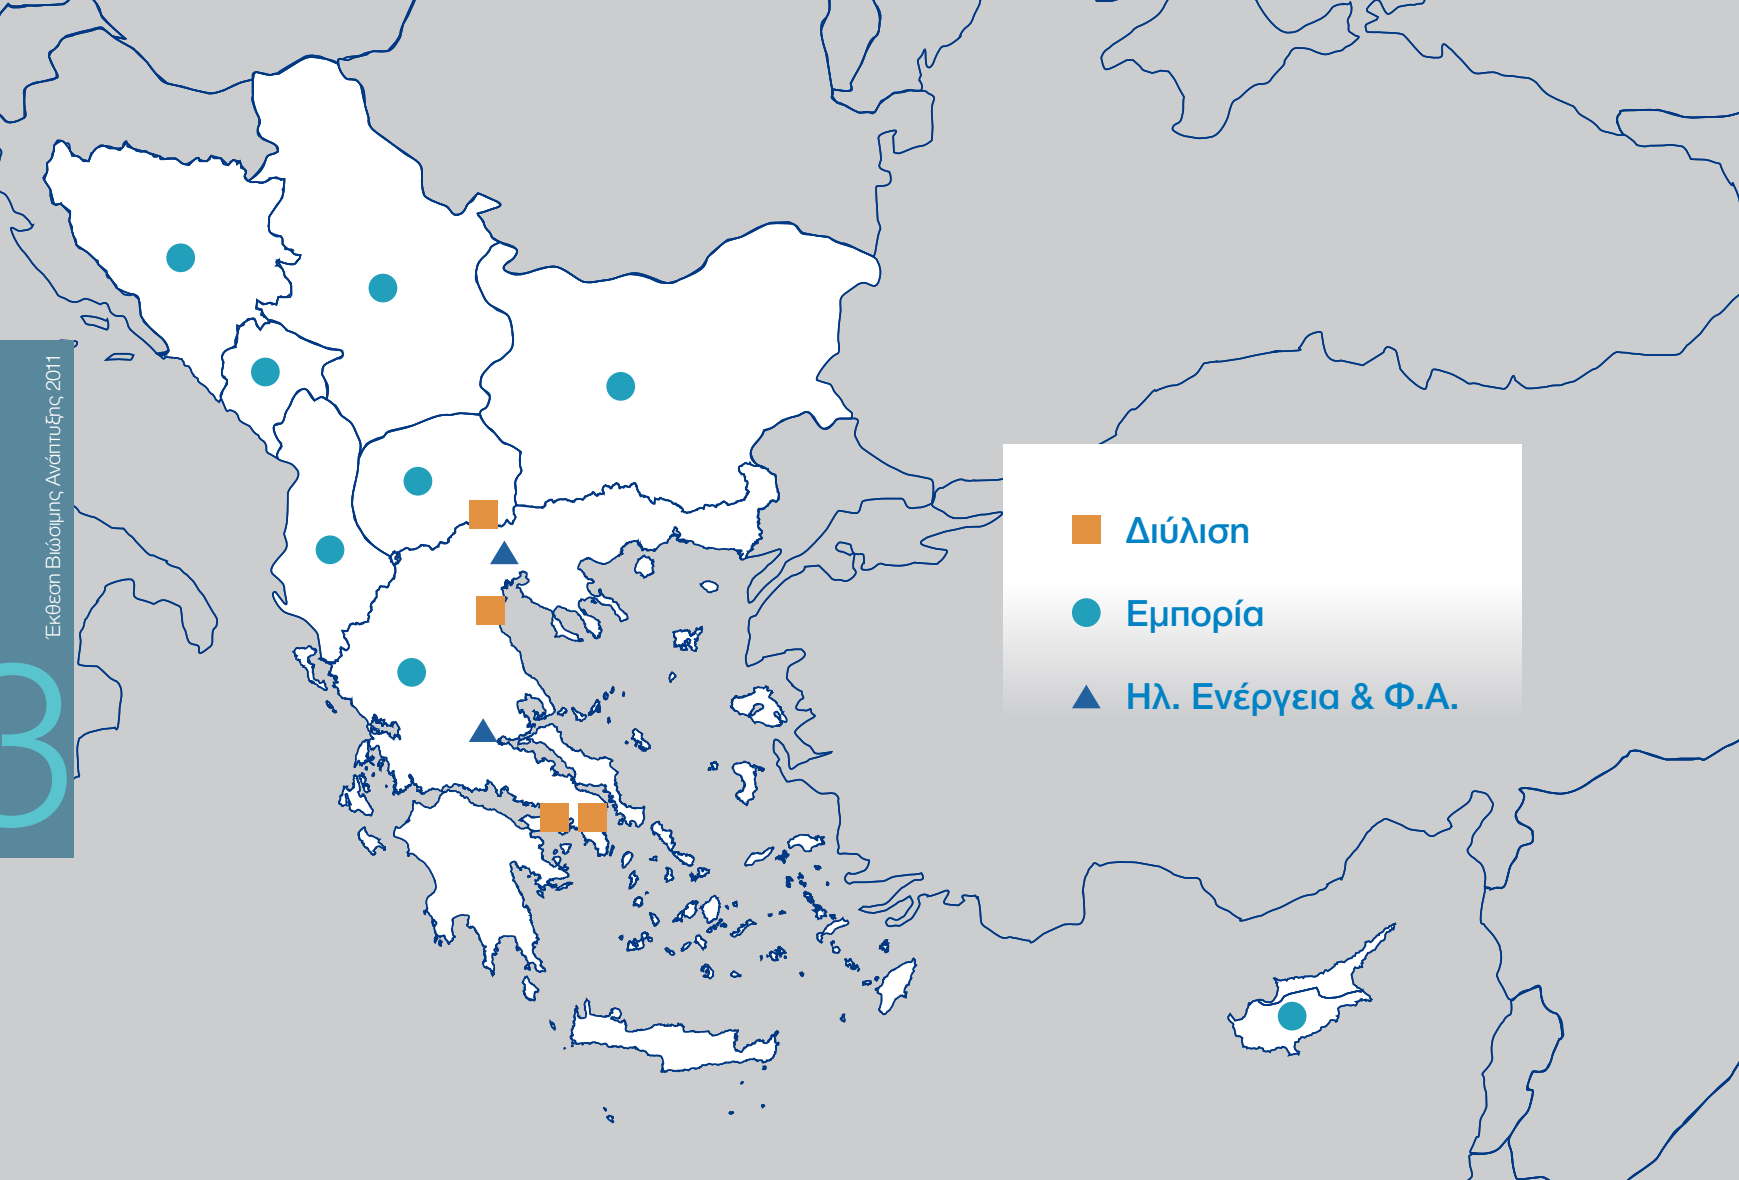 Έκθεση Βιώσιμης Ανάπτυξης 2011
3
Διύλιση
Εμπορία
Ηλ. Ενέργεια & Φ.Α.